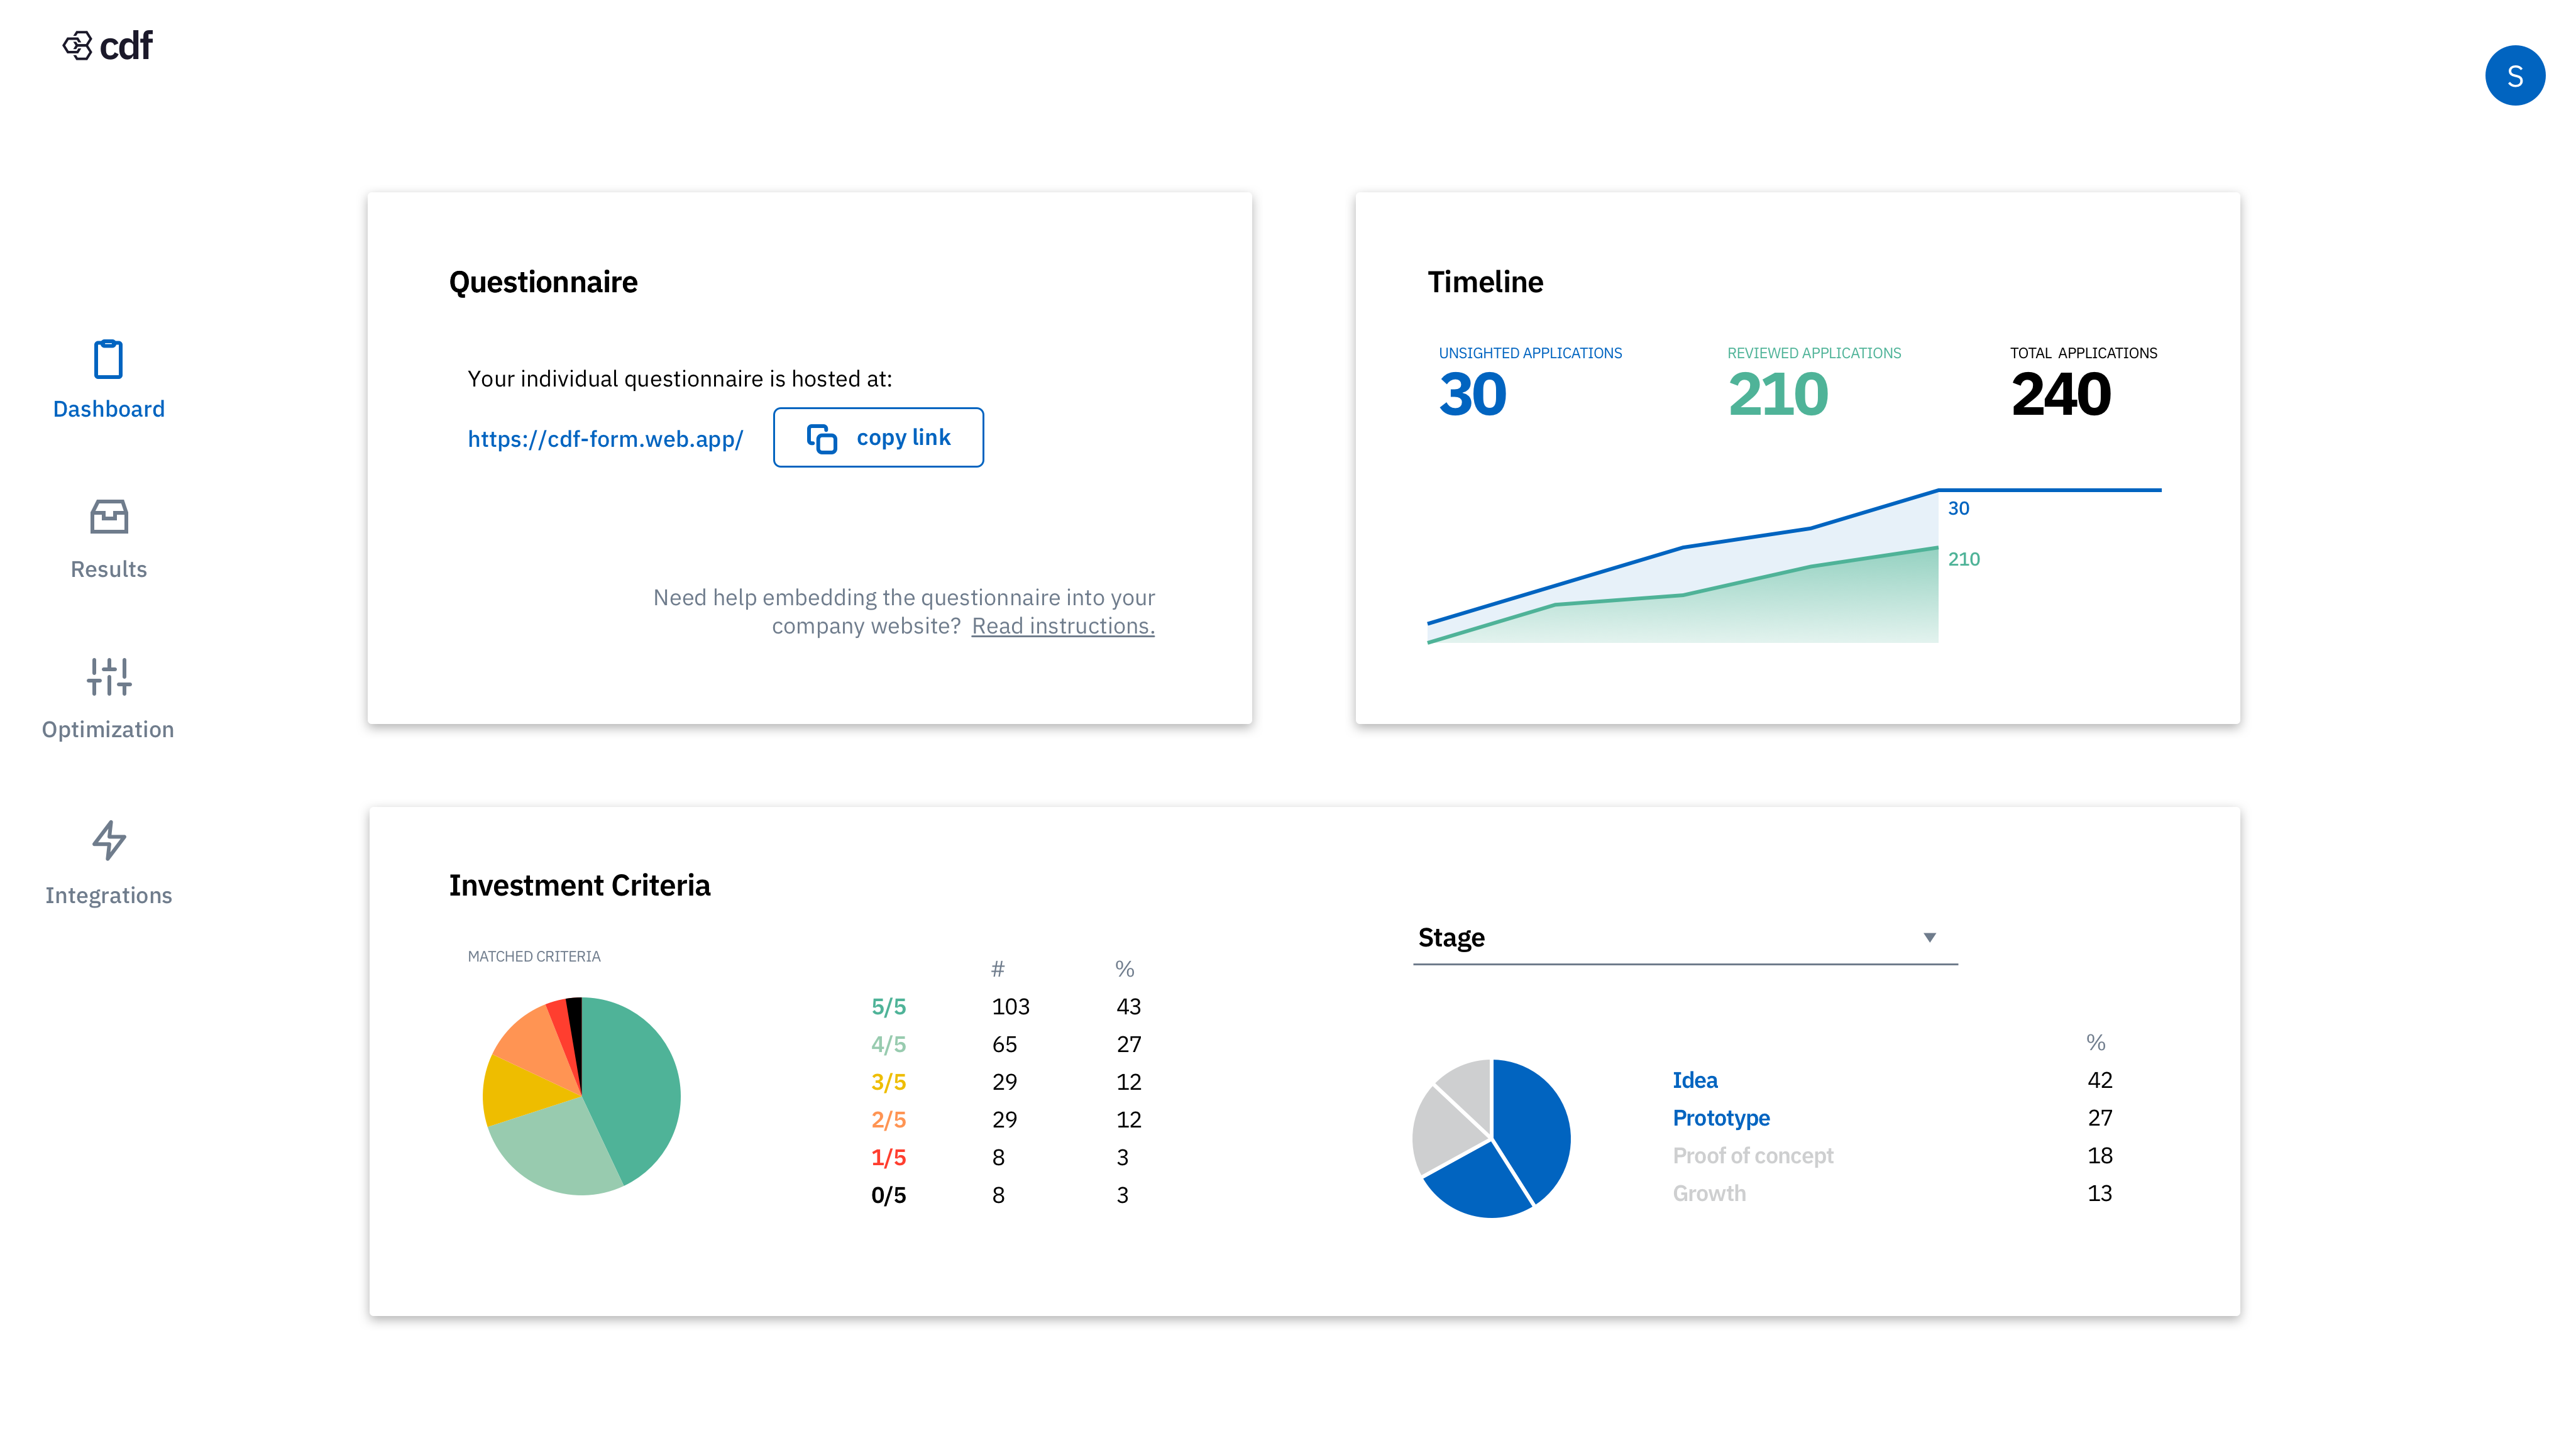 cdf
S
Dashboard
Results
Optimization
Integrations
Questionnaire
Your individual questionnaire is hosted at:
https://cdf-form.web.app/ copy link
Need help embedding the questionnaire into your
company website? Read instructions.
Timeline
UNSIGHTED APPLICATIONS REVIEWED APPLICATIONS TOTAL APPLICATIONS
30 210 240
30
210
Investment Criteria
MATCHED CRITERIA
# %
5/5 103 43
4/5 65 27
3/5 29 12
2/5 29 12
1/5 8 3
0/5 8 3
Stage
%
Idea 42
Prototype 27
Proof of concept 18
Growth 13